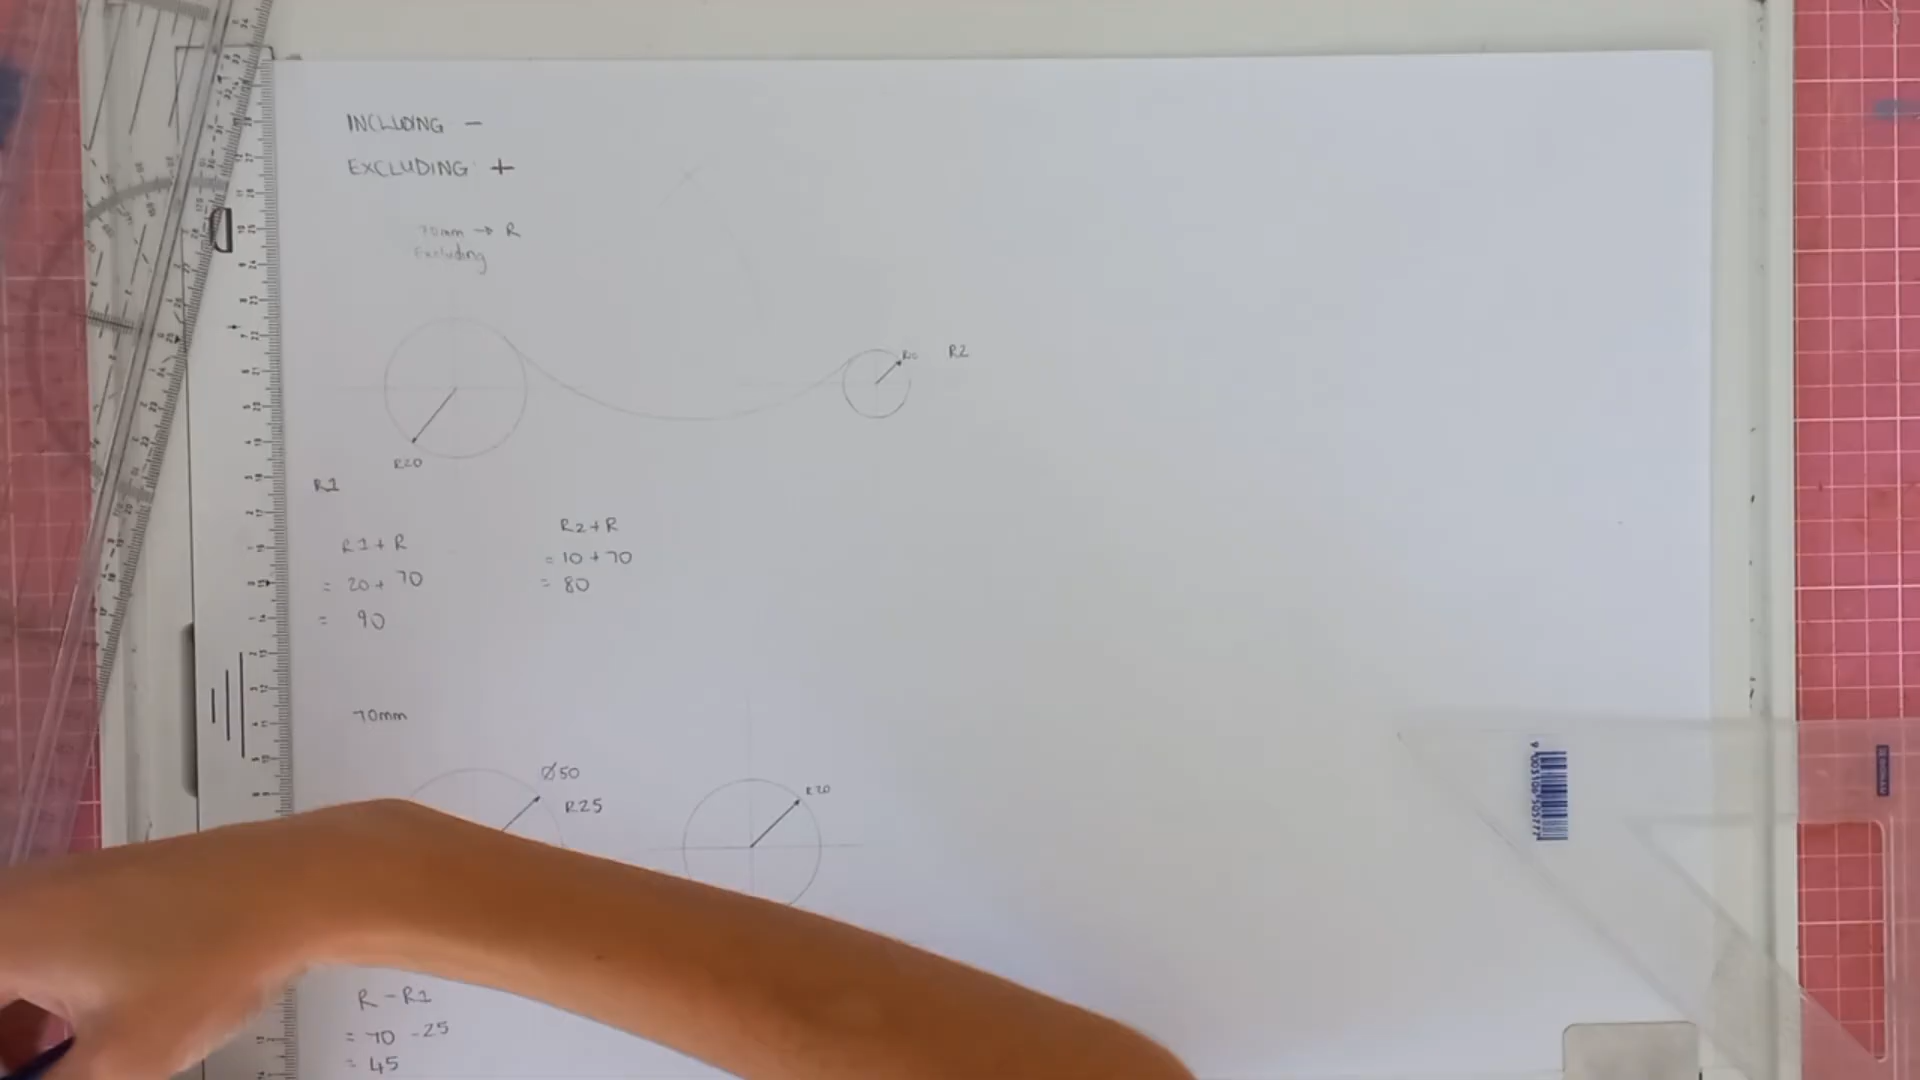 INCLUDING -
EXCLUDING +
70mm → R
Excluding
R10
R2
R20
R1
R1 + R
= 20 + 70
= 90
R2 + R
= 10 + 70
= 80
70mm
Ø50
R25
R20
R - R1
= 70 - 25
= 45